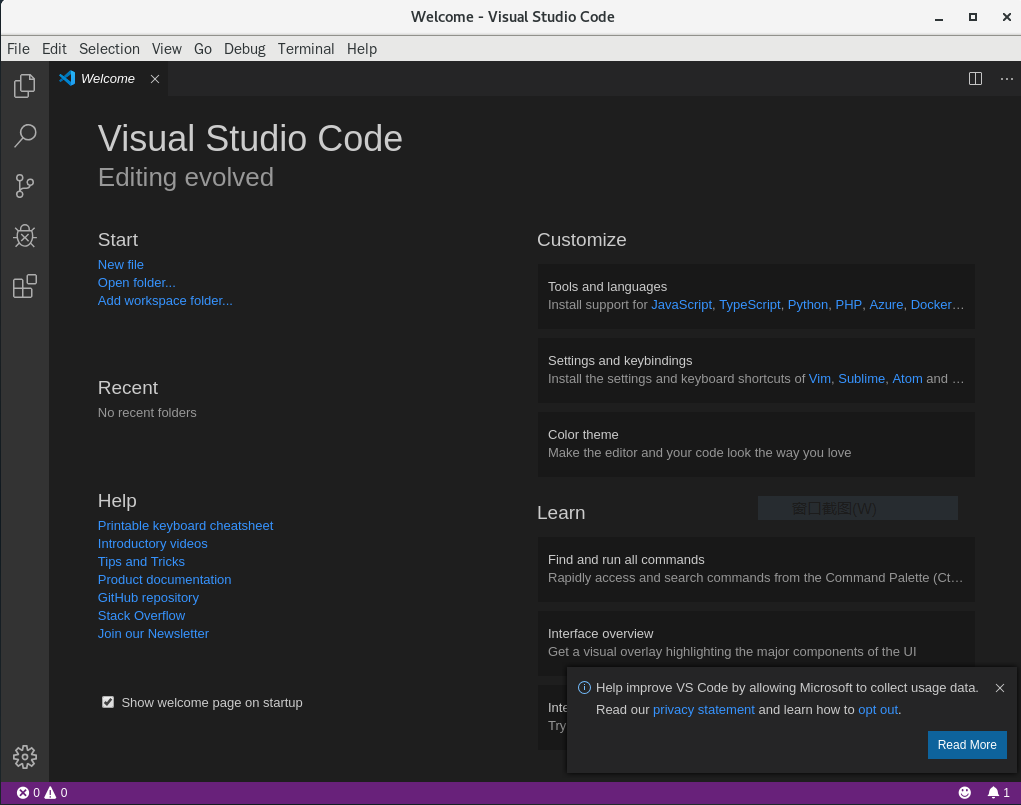 Welcome - Visual Studio Code
File Edit Selection View Go Debug Terminal Help
Welcome
Visual Studio Code
Editing evolved
Start
New file
Open folder...
Add workspace folder...
Recent
No recent folders
Help
Printable keyboard cheatsheet
Introductory videos
Tips and Tricks
Product documentation
GitHub repository
Stack Overflow
Join our Newsletter
Show welcome page on startup
Customize
Tools and languages
Install support for JavaScript, TypeScript, Python, PHP, Azure, Docker…
Settings and keybindings
Install the settings and keyboard shortcuts of Vim, Sublime, Atom and …
Color theme
Make the editor and your code look the way you love
窗口截图(W)
Learn
Find and run all commands
Rapidly access and search commands from the Command Palette (Ct…
Interface overview
Get a visual overlay highlighting the major components of the UI
Inte
Try
Help improve VS Code by allowing Microsoft to collect usage data.
Read our privacy statement and learn how to opt out.
Read More
0 0
1